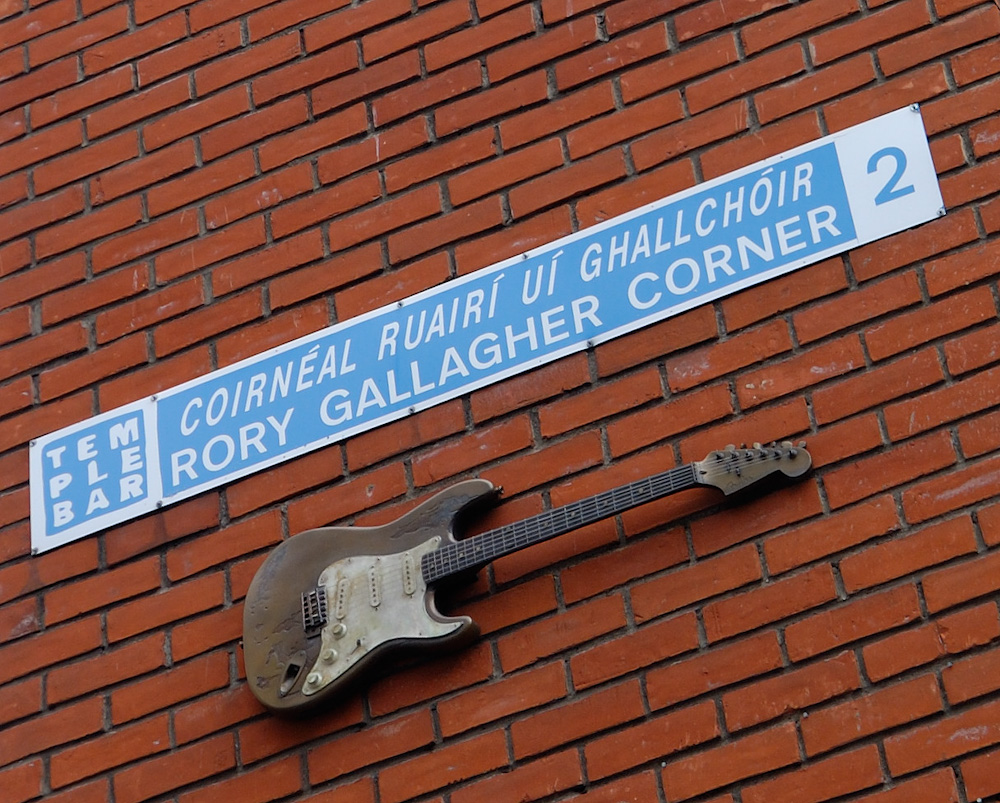 TEM
PLE
BAR
COIRNÉAL RUAIRÍ UÍ GHALLCHÓIR
RORY GALLAGHER CORNER
2